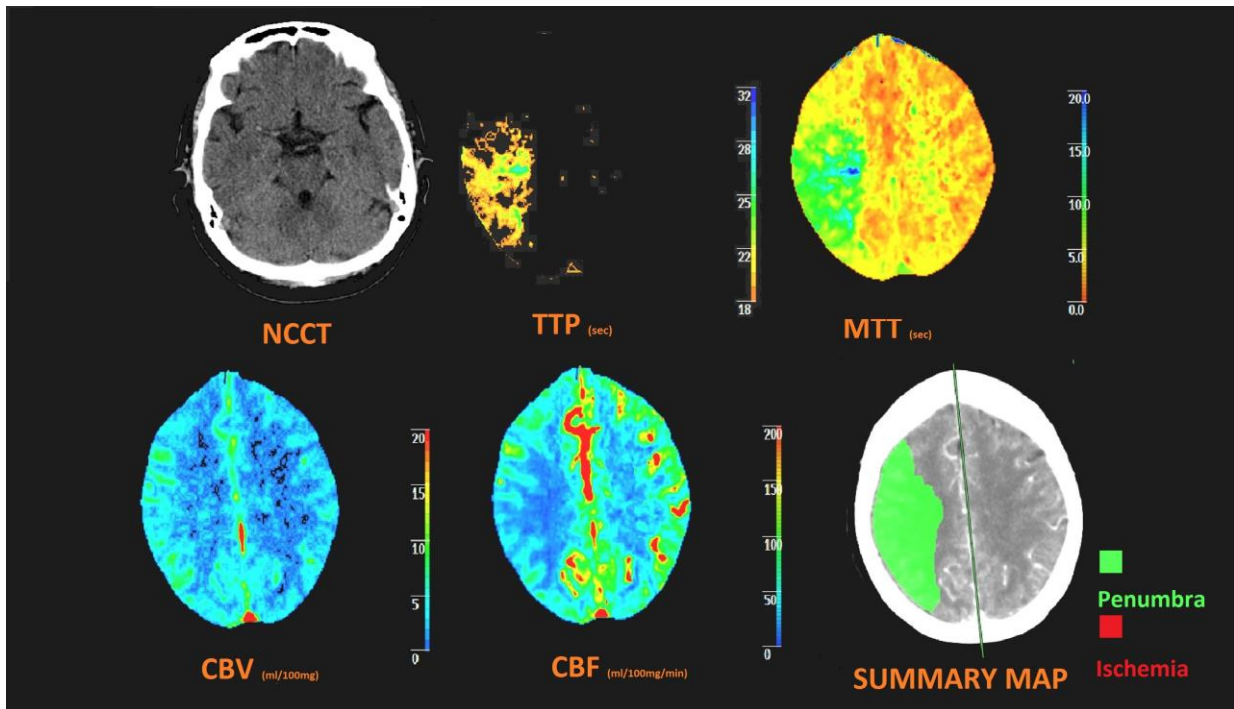 32
28
25
22
18
20.0
15.0
10.0
5.0
0.0
NCCT
TTP (sec)
MTT (sec)
20
10
5
0
200
150
100
50
0
CBV (ml/100mg)
CBF (ml/100mg/min)
SUMMARY MAP
Penumbra
Ischemia